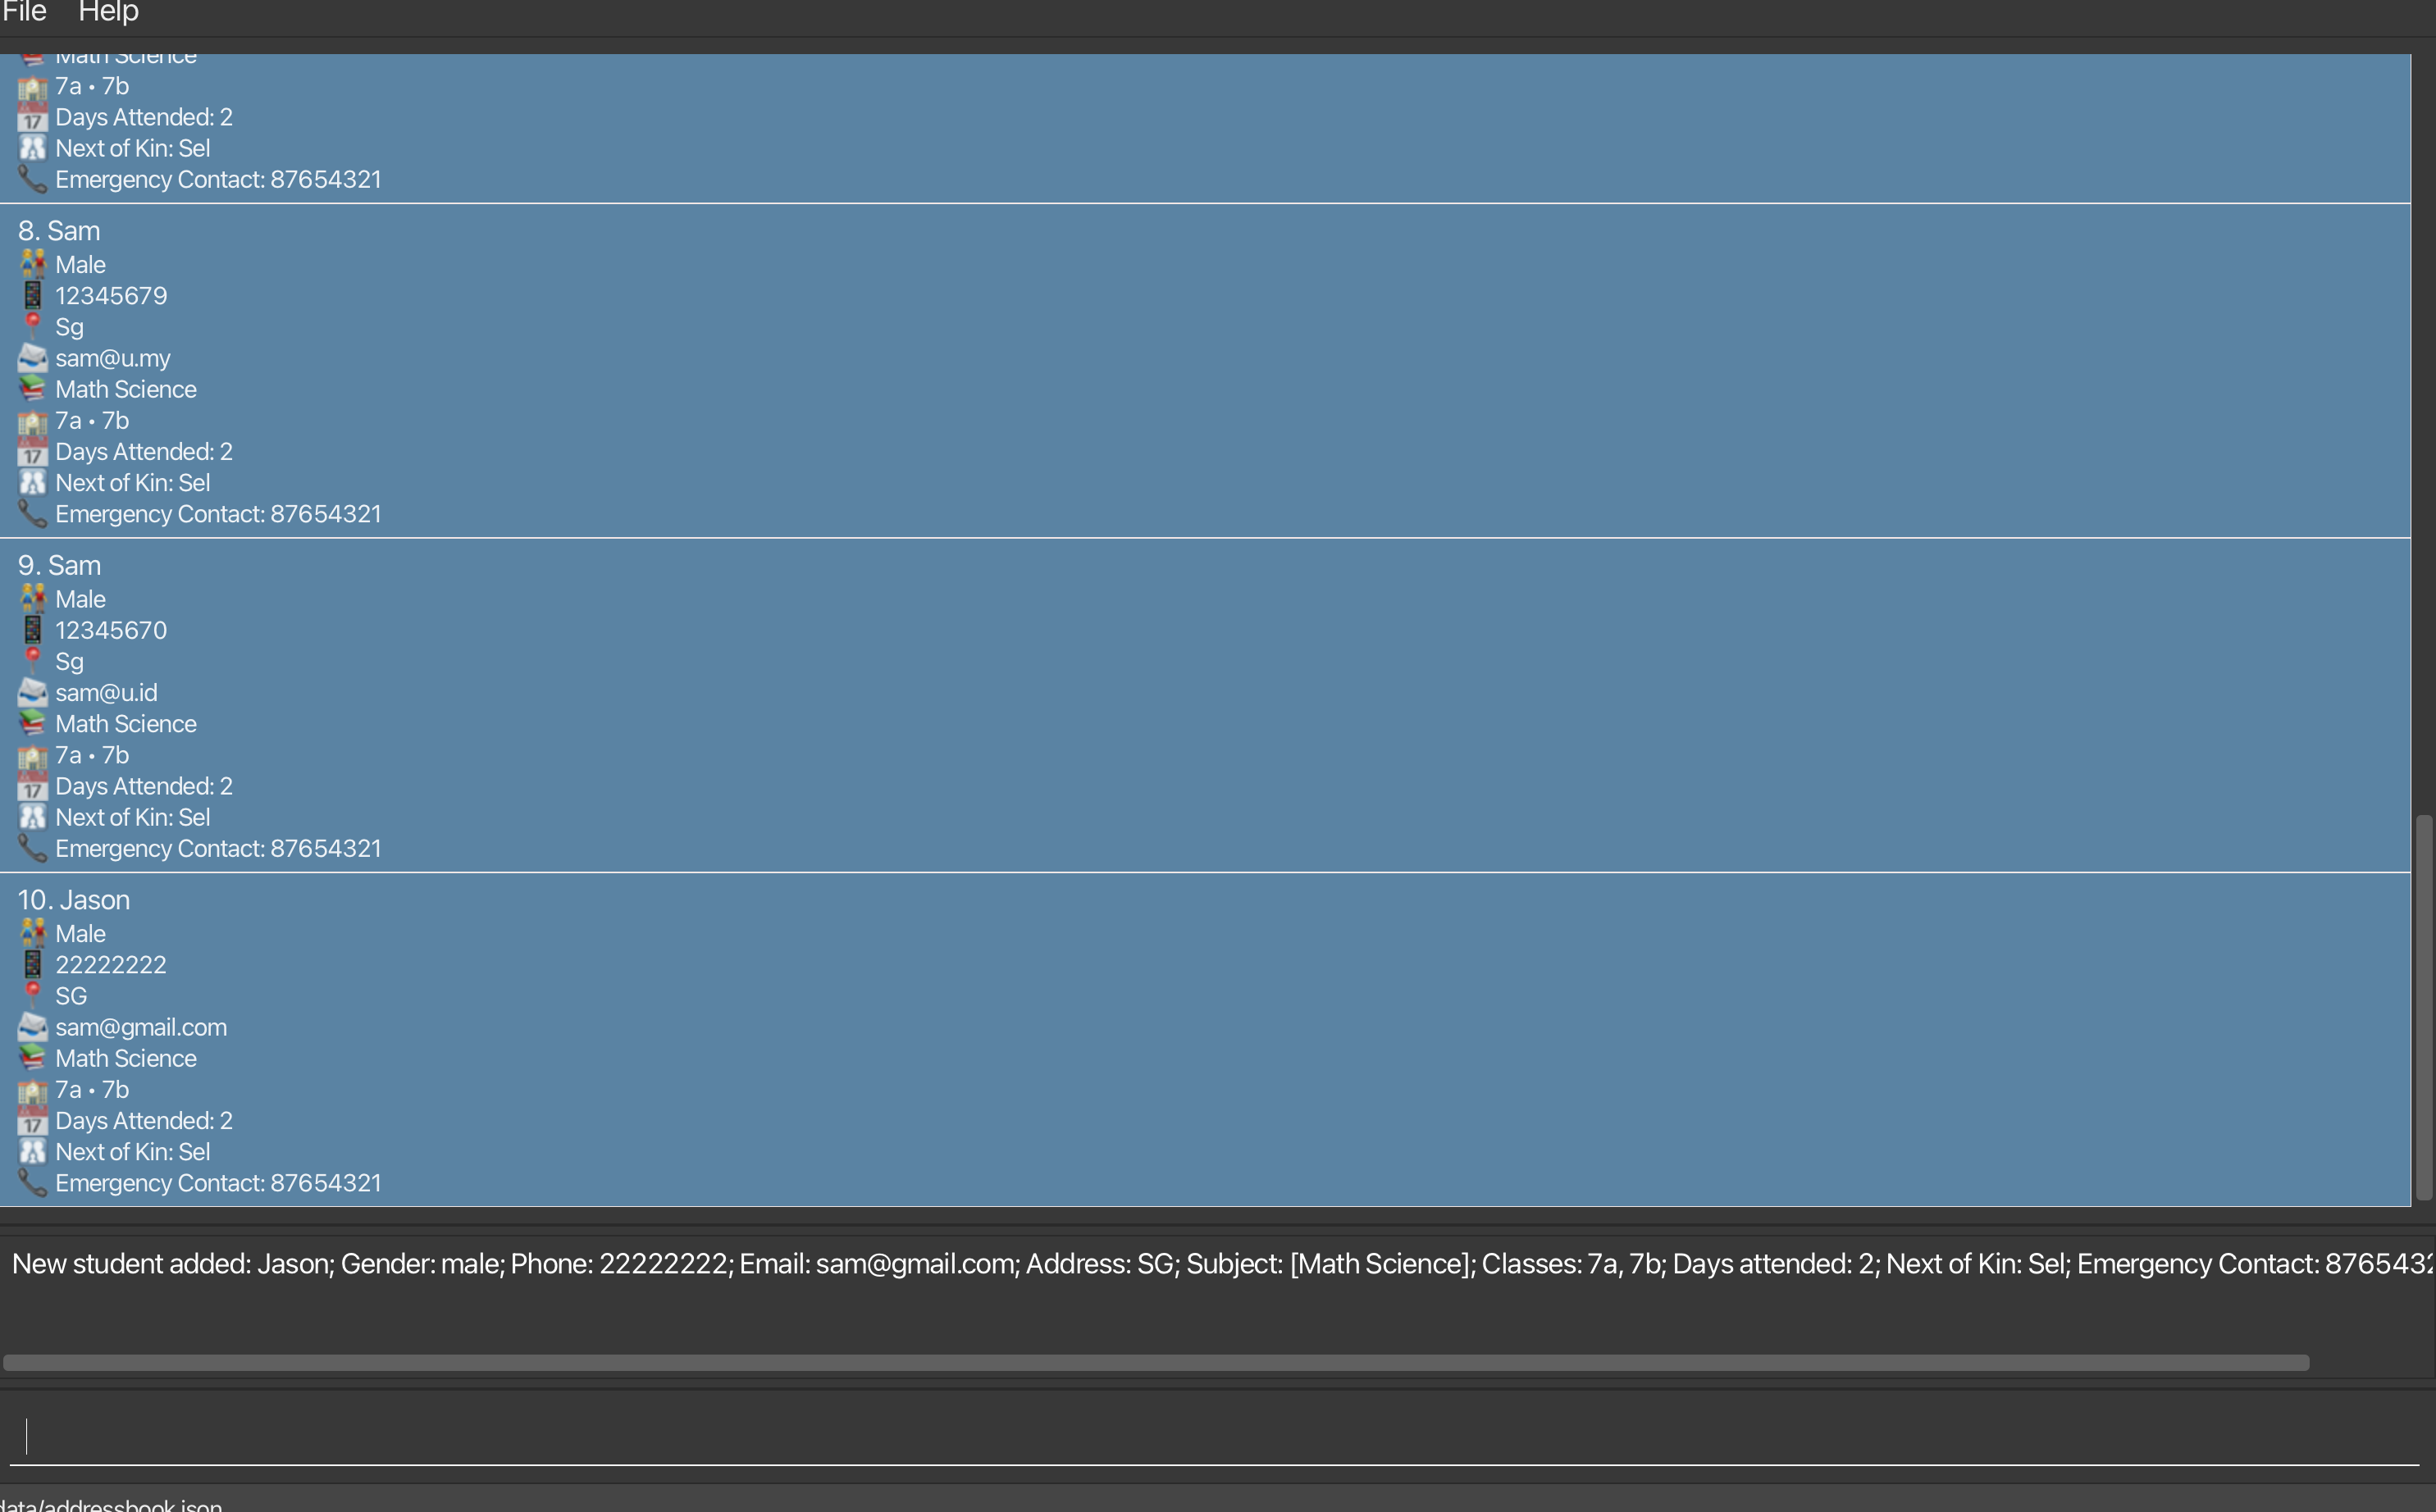 File Help
Math Science
7a • 7b
Days Attended: 2
Next of Kin: Sel
Emergency Contact: 87654321
8. Sam
Male
12345679
Sg
sam@u.my
Math Science
7a • 7b
Days Attended: 2
Next of Kin: Sel
Emergency Contact: 87654321
9. Sam
Male
12345670
Sg
sam@u.id
Math Science
7a • 7b
Days Attended: 2
Next of Kin: Sel
Emergency Contact: 87654321
10. Jason
Male
22222222
SG
sam@gmail.com
Math Science
7a • 7b
Days Attended: 2
Next of Kin: Sel
Emergency Contact: 87654321
New student added: Jason; Gender: male; Phone: 22222222; Email: sam@gmail.com; Address: SG; Subject: [Math Science]; Classes: 7a, 7b; Days attended: 2; Next of Kin: Sel; Emergency Contact: 8765432
data/addressbook.json